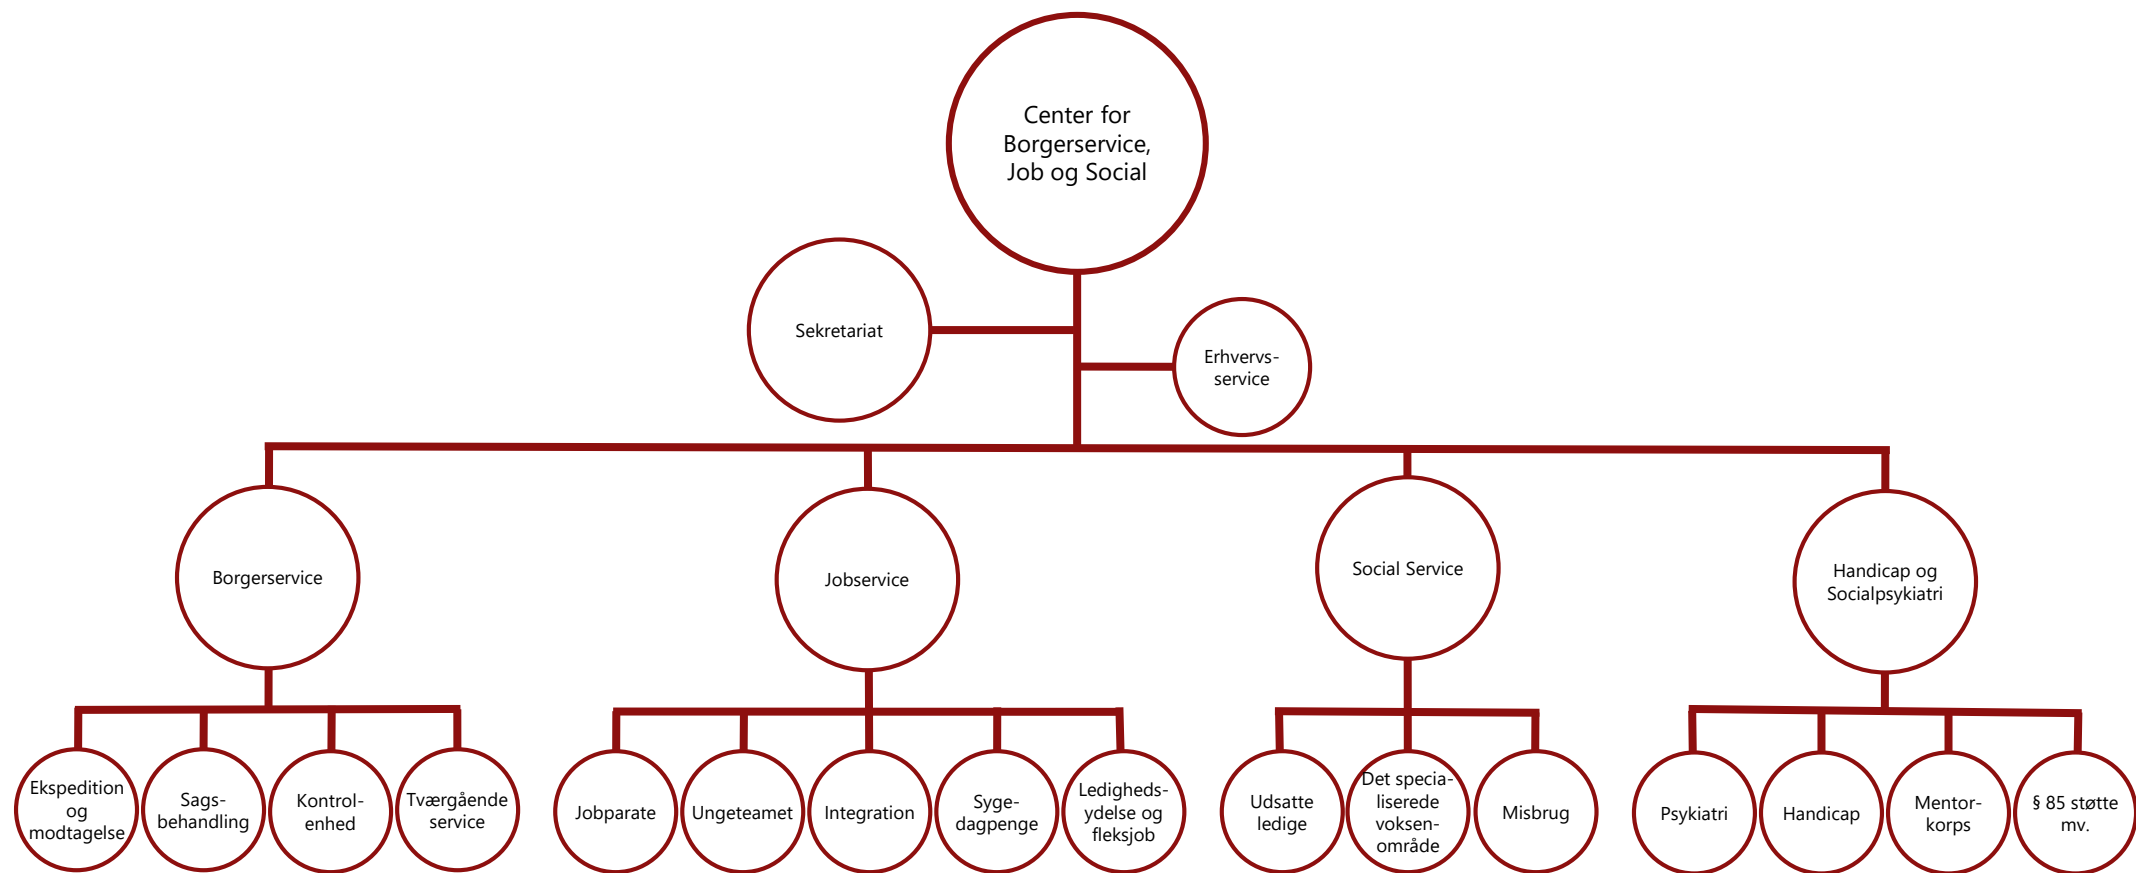 Center for
Borgerservice,
Job og Social
Sekretariat
Erhvervs-
service
Borgerservice
Jobservice
Social Service
Handicap og
Socialpsykiatri
Ekspedition
og
modtagelse
Sags-
behandling
Kontrol-
enhed
Tværgående
service
Jobparate
Ungeteamet
Integration
Syge-
dagpenge
Ledigheds-
ydelse og
fleksjob
Udsatte
ledige
Det specia-
liserede
voksen-
område
Misbrug
Psykiatri
Handicap
Mentor-
korps
§ 85 støtte
mv.